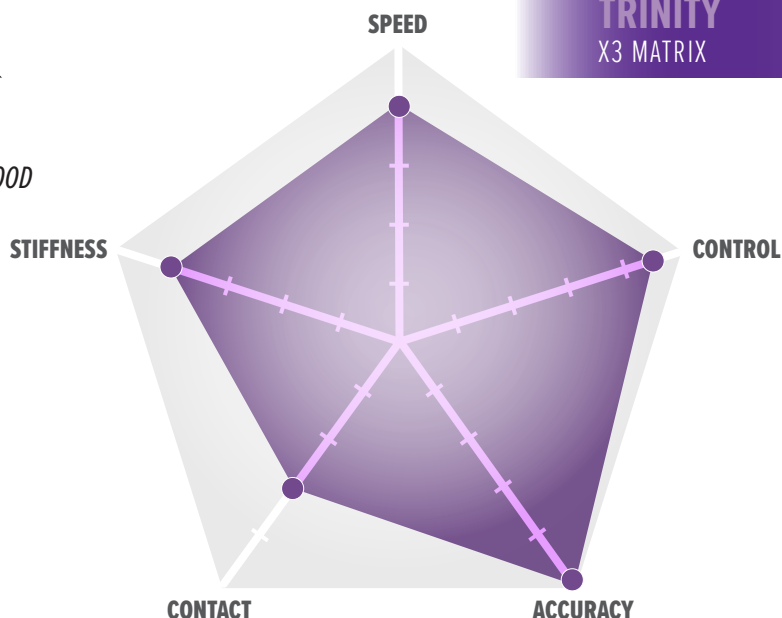 TRINITY
X3 MATRIX
SPEED
STIFFNESS
CONTROL
CONTACT
ACCURACY